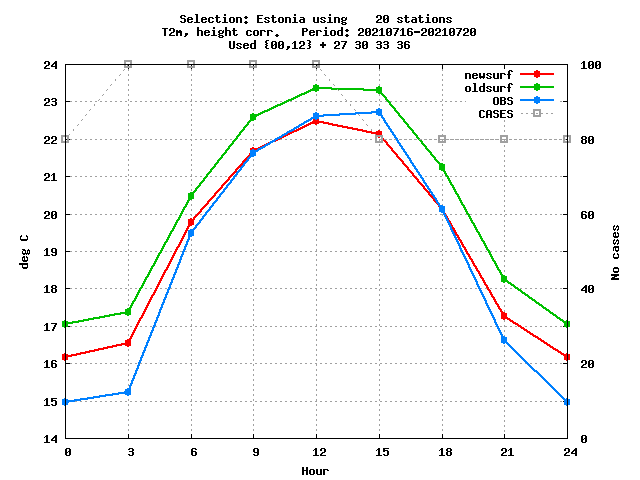 Selection: Estonia using    20 stations
T2m, height corr.   Period: 20210716-20210720
Used {00,12} + 27 30 33 36
newsurf
oldsurf
OBS
CASES
deg C
24
23
22
21
20
19
18
17
16
15
14
100
80
60
40
20
0
No cases
0 3 6 9 12 15 18 21 24
Hour